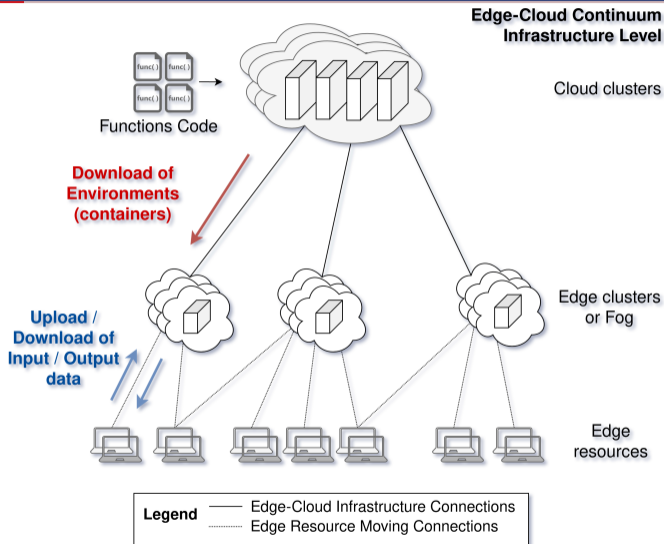 Edge-Cloud Continuum
Infrastructure Level
func( )
func( )
func( )
func( )
Functions Code
Cloud clusters
Download of
Environments
(containers)
Upload /
Download of
Input / Output
data
Edge clusters
or Fog
Edge
resources
Legend
Edge-Cloud Infrastructure Connections
Edge Resource Moving Connections